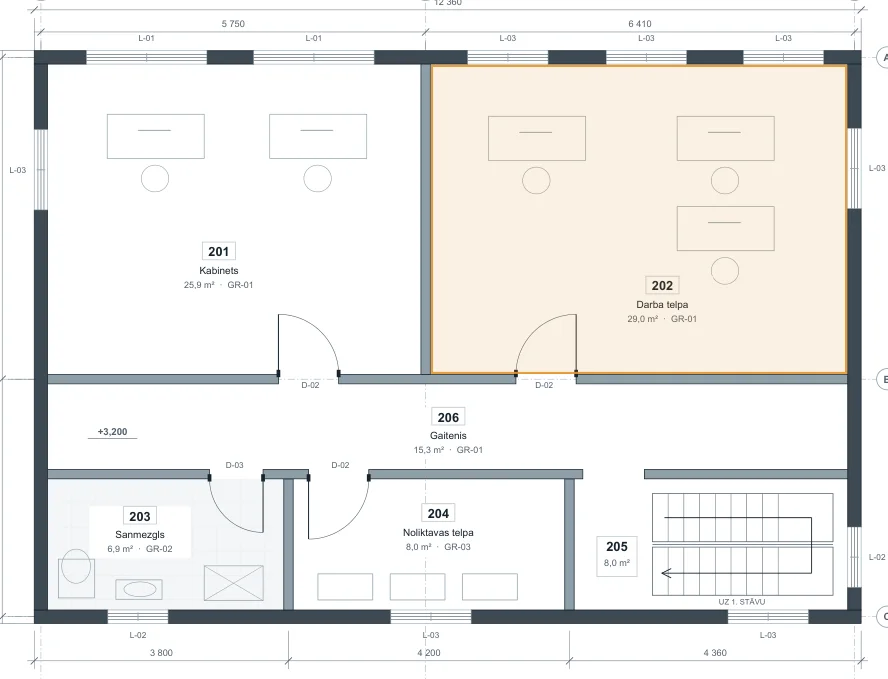 12 360
5 750
6 410
L-01
L-01
L-03
L-03
L-03
A
L-03
L-03
201
Kabinets
25,9 m² · GR-01
202
Darba telpa
29,0 m² · GR-01
D-02
D-02
206
Gaitenis
15,3 m² · GR-01
+3,200
D-03
D-02
203
Sanmezgls
6,9 m² · GR-02
204
Noliktavas telpa
8,0 m² · GR-03
205
8,0 m²
L-02
UZ 1. STĀVU
L-02
L-03
L-03
3 800
4 200
4 360